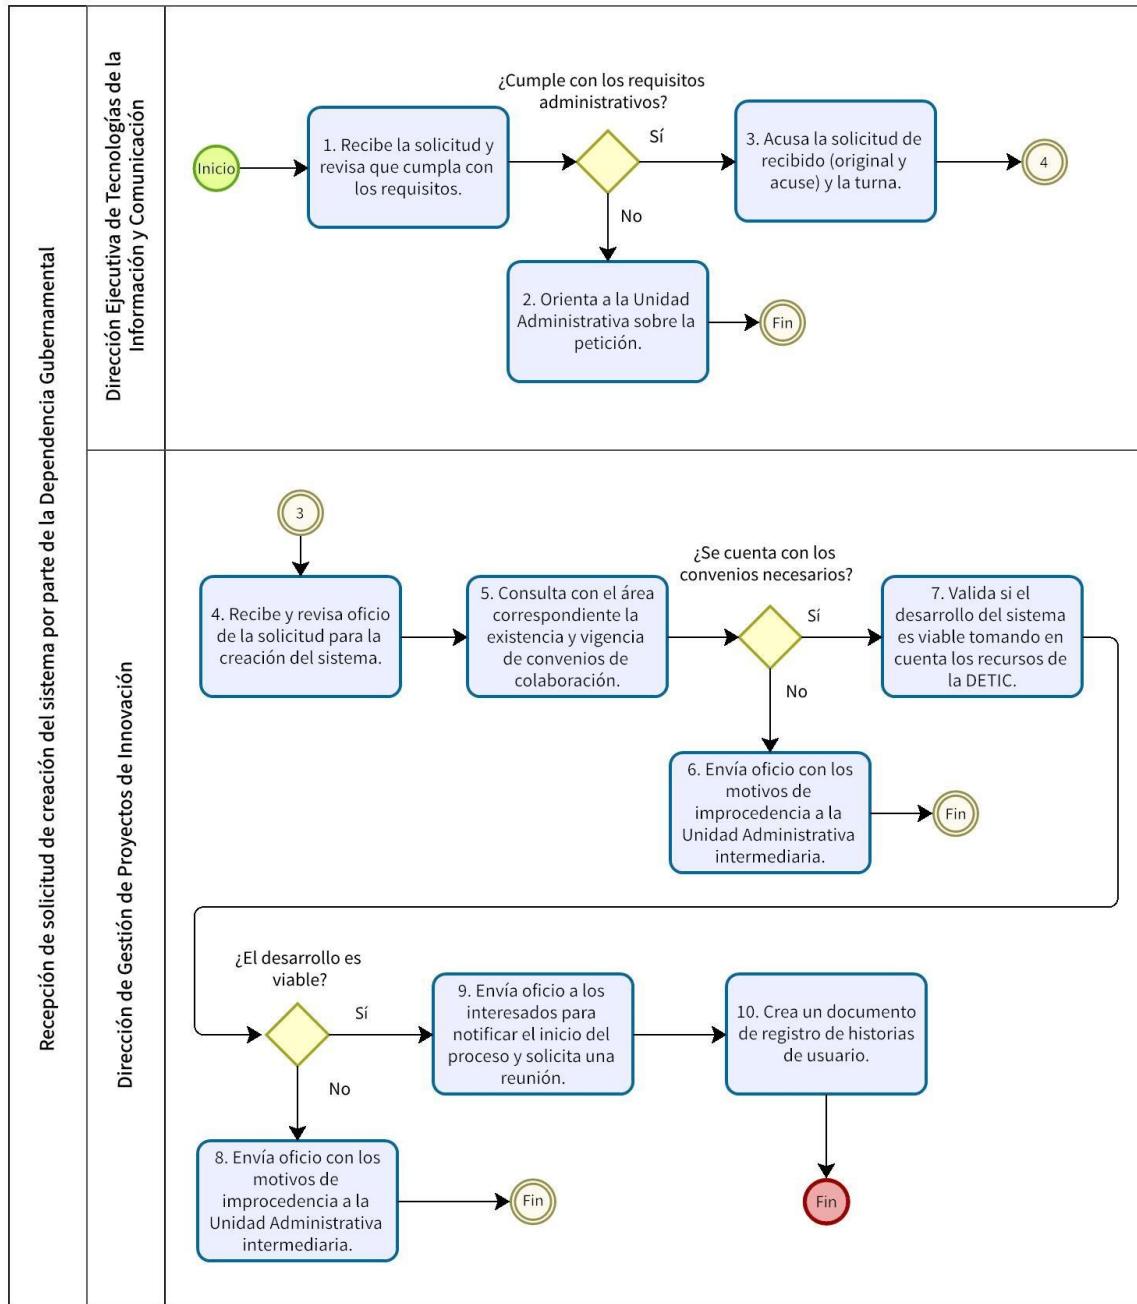 Recepción de solicitud de creación del sistema por parte de la Dependencia Gubernamental
Dirección Ejecutiva de Tecnologías de la
Información y Comunicación
Inicio
1. Recibe la solicitud y
revisa que cumpla con
los requisitos.
¿Cumple con los requisitos
administrativos?
Sí
No
3. Acusa la solicitud de
recibido (original y
acuse) y la turna.
4
2. Orienta a la Unidad
Administrativa sobre la
petición.
Fin
Dirección de Gestión de Proyectos de Innovación
3
4. Recibe y revisa oficio
de la solicitud para la
creación del sistema.
5. Consulta con el área
correspondiente la
existencia y vigencia
de convenios de
colaboración.
¿Se cuenta con los
convenios necesarios?
Sí
No
7. Valida si el
desarrollo del sistema
es viable tomando en
cuenta los recursos de
la DETIC.
6. Envía oficio con los
motivos de
improcedencia a la
Unidad Administrativa
intermediaria.
Fin
¿El desarrollo es
viable?
Sí
No
9. Envía oficio a los
interesados para
notificar el inicio del
proceso y solicita una
reunión.
10. Crea un documento
de registro de historias
de usuario.
8. Envía oficio con los
motivos de
improcedencia a la
Unidad Administrativa
intermediaria.
Fin
Fin